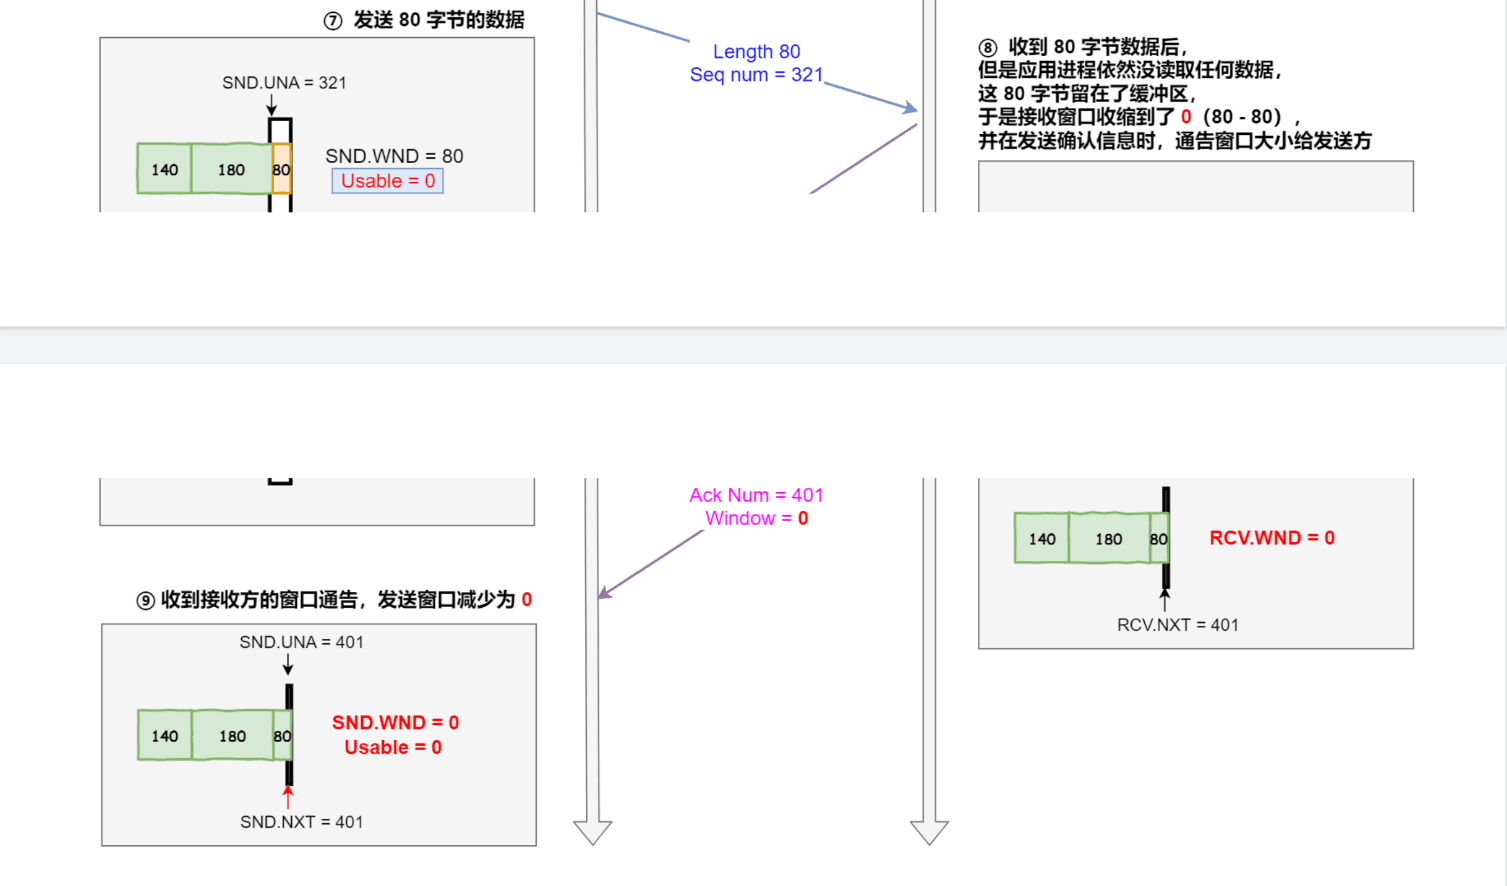 ⑦ 发送 80 字节的数据
SND.UNA = 321
140
180
80
SND.WND = 80
Usable = 0
Length 80
Seq num = 321
⑧ 收到 80 字节数据后，
但是应用进程依然没读取任何数据，
这 80 字节留在了缓冲区，
于是接收窗口收缩到了 0（80 - 80），
并在发送确认信息时，通告窗口大小给发送方
Ack Num = 401
Window = 0
140
180
80
RCV.WND = 0
RCV.NXT = 401
⑨ 收到接收方的窗口通告，发送窗口减少为 0
SND.UNA = 401
140
180
80
SND.WND = 0
Usable = 0
SND.NXT = 401